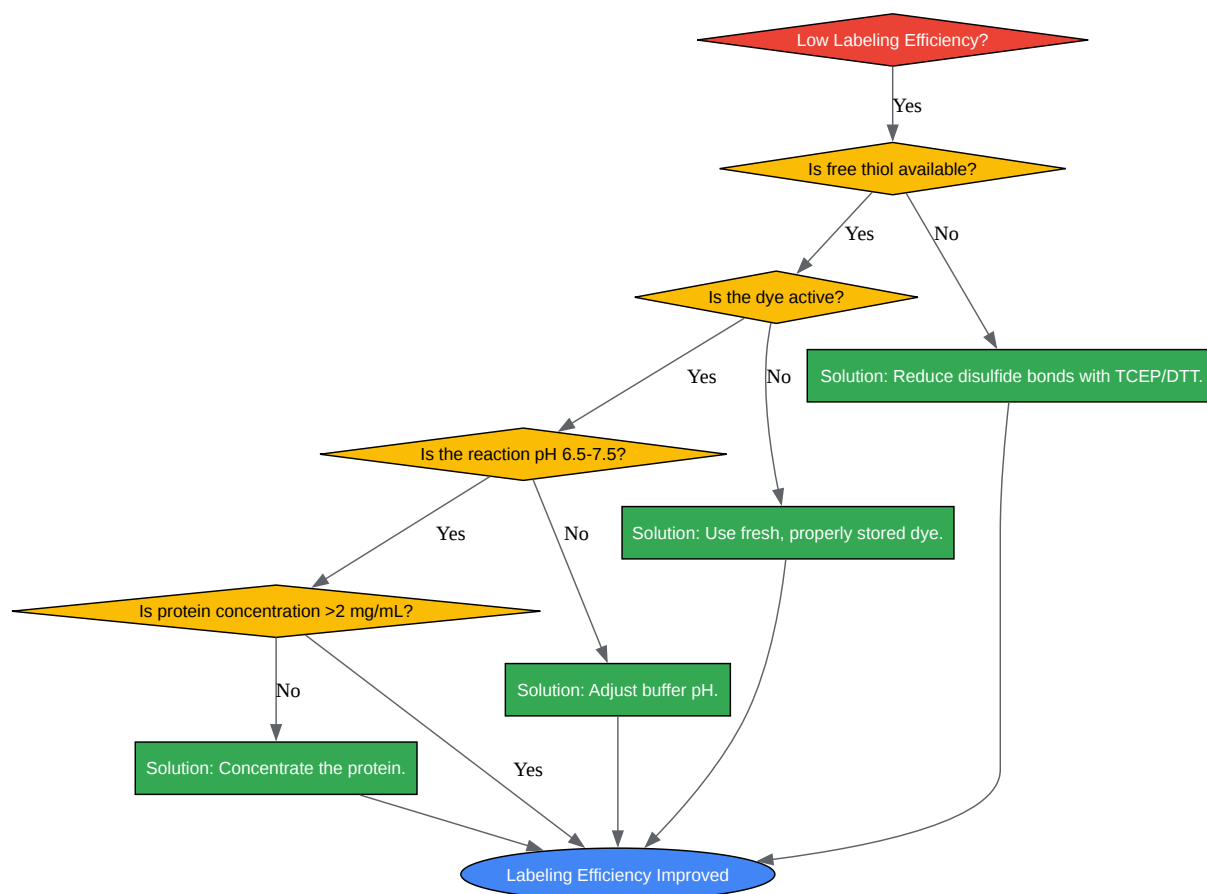 Low Labeling Efficiency?
Yes
Is free thiol available?
Yes
No
Is the dye active?
Yes
No
Solution: Reduce disulfide bonds with TCEP/DTT.
Is the reaction pH 6.5-7.5?
Yes
No
Solution: Use fresh, properly stored dye.
Is protein concentration >2 mg/mL?
No
Solution: Adjust buffer pH.
Solution: Concentrate the protein.
Yes
Labeling Efficiency Improved